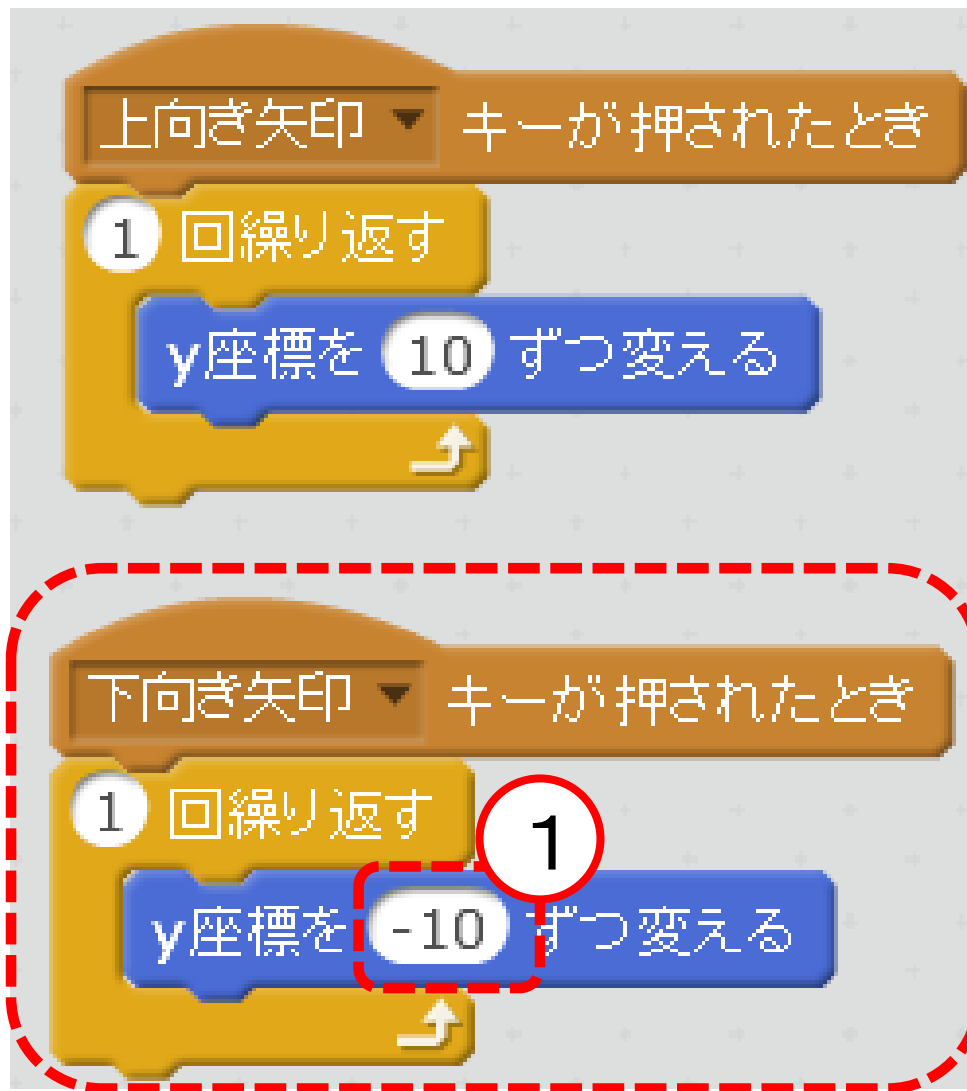 上向き矢印 キーが押されたとき
1 回繰り返す
y座標を 10 ずつ変える
下向き矢印 キーが押されたとき
1 回繰り返す
1
y座標を -10 ずつ変える